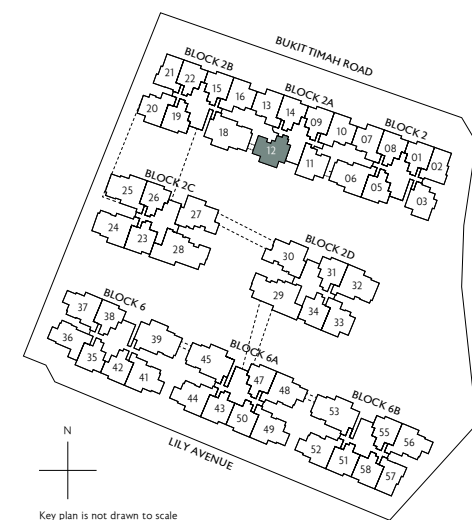 BUKIT TIMAH ROAD
BLOCK 2B
21 22 15 16 13 14 09 10 07 08 01 02
BLOCK 2A
BLOCK 2
20 19 18 12 11 06 05 03
BLOCK 2C
25 26 27
24 23 28
BLOCK 2D
30 31 32
29 34 33
BLOCK 6
37 38 39
36 35 42 41
BLOCK 6A
45 47 48
44 43 50 49
BLOCK 6B
53 55 56
52 51 58 57
LILY AVENUE
N
Key plan is not drawn to scale